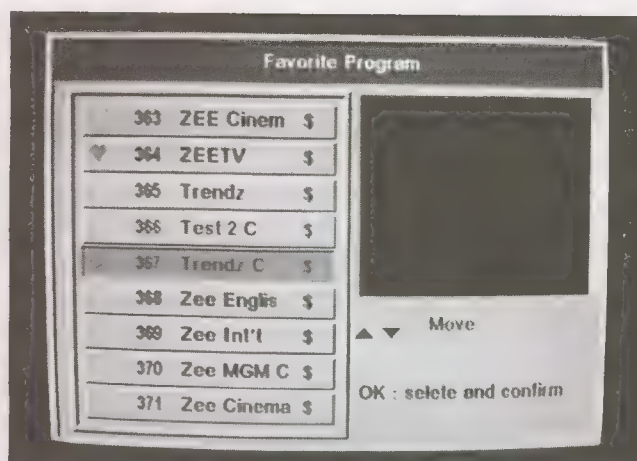 Favorite Program
363 ZEE Cinem $
364 ZEETV $
365 Trendz $
366 Test 2 C $
367 Trendz C $
368 Zee Englis $
369 Zee Int't $
370 Zee MGM C $
371 Zee Cinema $
Move
OK : selete and confirm